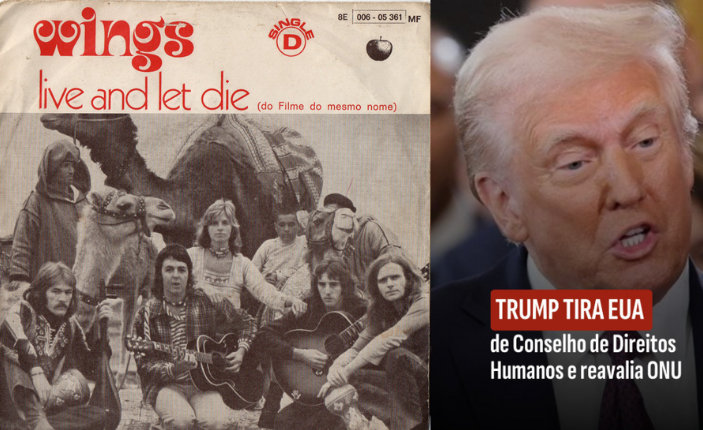 wings
SINGLE
D
8E 006 - 05 361 MF
live and let die (do Filme do mesmo nome)
TRUMP TIRA EUA
de Conselho de Direitos
Humanos e reavalia ONU